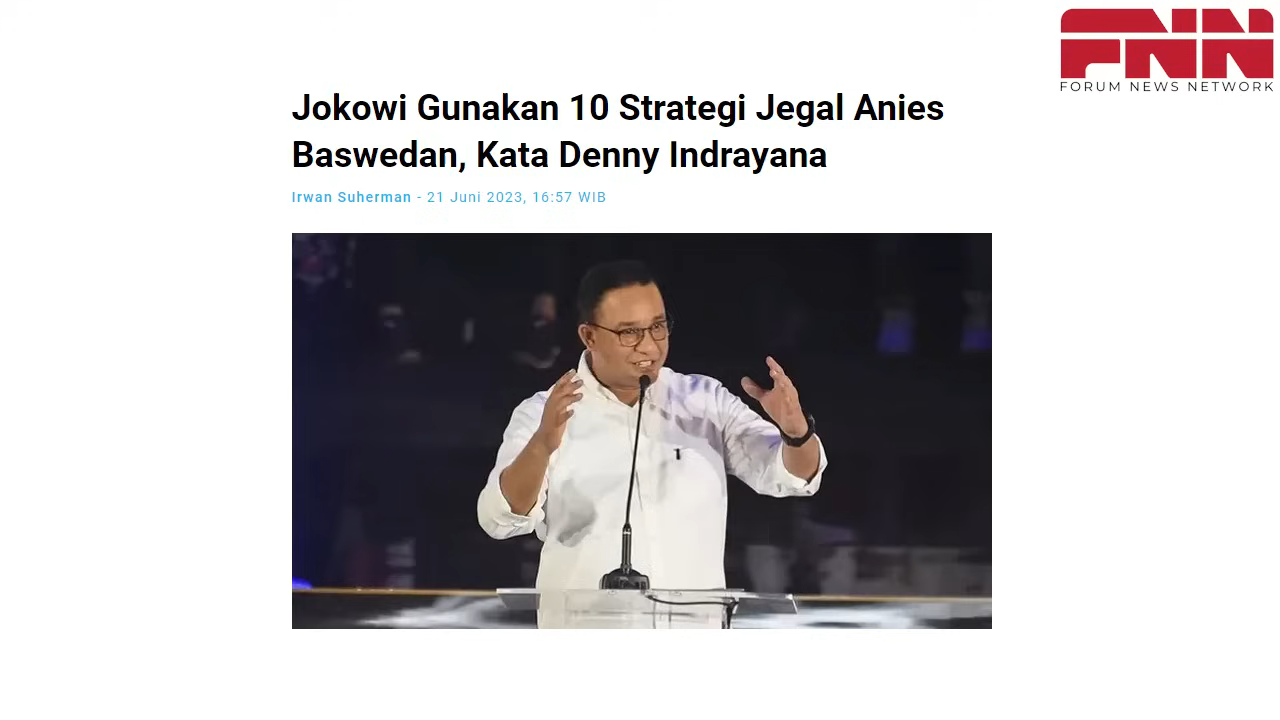 FNN
FORUM NEWS NETWORK
Jokowi Gunakan 10 Strategi Jegal Anies
Baswedan, Kata Denny Indrayana
Irwan Suherman - 21 Juni 2023, 16:57 WIB